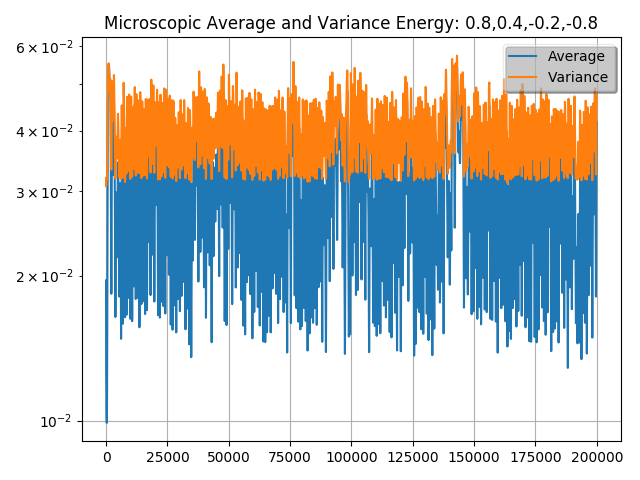 Microscopic Average and Variance Energy: 0.8,0.4,-0.2,-0.8
Average
Variance
6 × 10⁻²
4 × 10⁻²
3 × 10⁻²
2 × 10⁻²
10⁻²
0 25000 50000 75000 100000 125000 150000 175000 200000